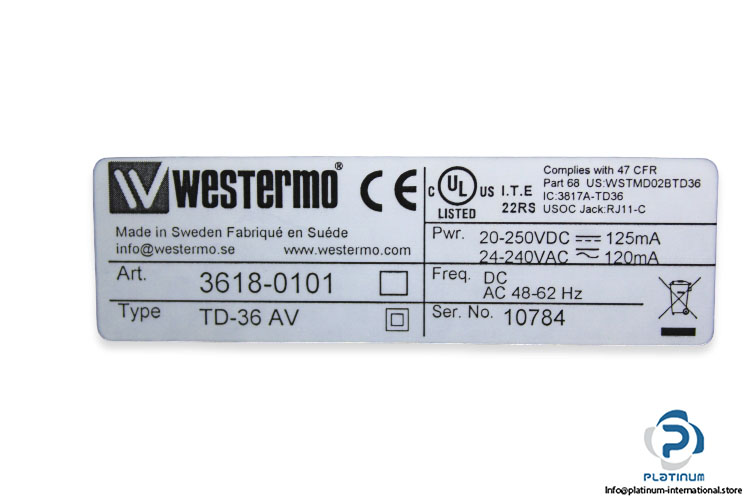 WESTERMO®
CE
C UL US LISTED
I.T.E
22RS
Complies with 47 CFR
Part 68 US:WSTMD02BTD36
IC:3817A-TD36
USOC Jack:RJ11-C
Made in Sweden Fabriqué en Suéde
info@westermo.se www.westermo.com
Pwr. 20-250VDC 125mA
24-240VAC 120mA
Art. 3618-0101
Freq. DC
AC 48-62 Hz
Type TD-36 AV
Ser. No. 10784
PLATINUM
Info@platinum-international.store